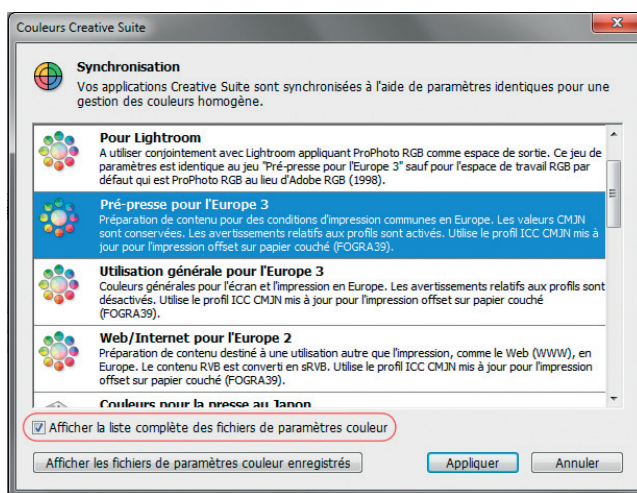 Couleurs Creative Suite
Synchronisation
Vos applications Creative Suite sont synchronisées à l'aide de paramètres identiques pour une
gestion des couleurs homogène.
Pour Lightroom
A utiliser conjointement avec Lightroom appliquant ProPhoto RGB comme espace de sortie. Ce jeu de
paramètres est identique au jeu "Pré-presse pour l'Europe 3" sauf pour l'espace de travail RGB par
défaut qui est ProPhoto RGB au lieu d'Adobe RGB (1998).
Pré-presse pour l'Europe 3
Préparation de contenu pour des conditions d'impression communes en Europe. Les valeurs CMJN
sont conservées. Les avertissements relatifs aux profils sont activés. Utilise le profil ICC CMJN mis à
jour pour l'impression offset sur papier couché (FOGRA39).
Utilisation générale pour l'Europe 3
Couleurs générales pour l'écran et l'impression en Europe. Les avertissements relatifs aux profils sont
désactivés. Utilise le profil ICC CMJN mis à jour pour l'impression offset sur papier couché
(FOGRA39).
Web/Internet pour l'Europe 2
Préparation de contenu destiné à une utilisation autre que l'impression, comme le Web (WWW), en
Europe. Le contenu RVB est converti en sRVB. Utilise le profil ICC CMJN mis à jour pour l'impression
offset sur papier couché (FOGRA39).
Couleurs pour la presse au Japon
Afficher la liste complète des fichiers de paramètres couleur
Afficher les fichiers de paramètres couleur enregistrés
Appliquer
Annuler